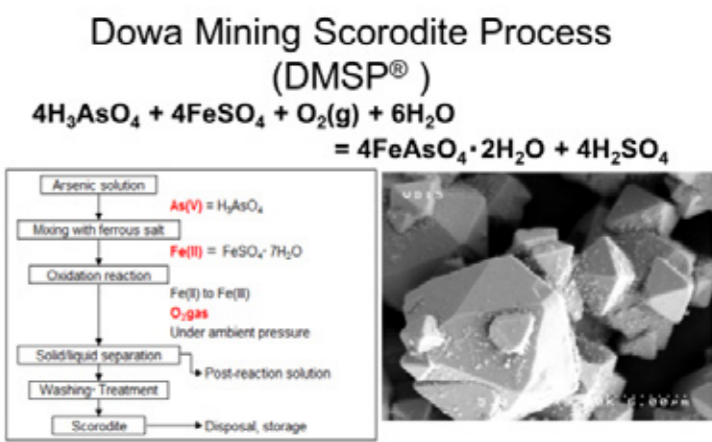 Dowa Mining Scorodite Process
(DMSP® )
4H₃AsO₄ + 4FeSO₄ + O₂(g) + 6H₂O
= 4FeAsO₄·2H₂O + 4H₂SO₄
Arsenic solution
As(V) = H₃AsO₄
Mixing with ferrous salt
Fe(II) = FeSO₄· 7H₂O
Oxidation reaction
Fe(II) to Fe(III)
O₂gas
Under ambient pressure
Solid/liquid separation
Post-reaction solution
Washing· Treatment
Scorodite
Disposal, storage
WD15